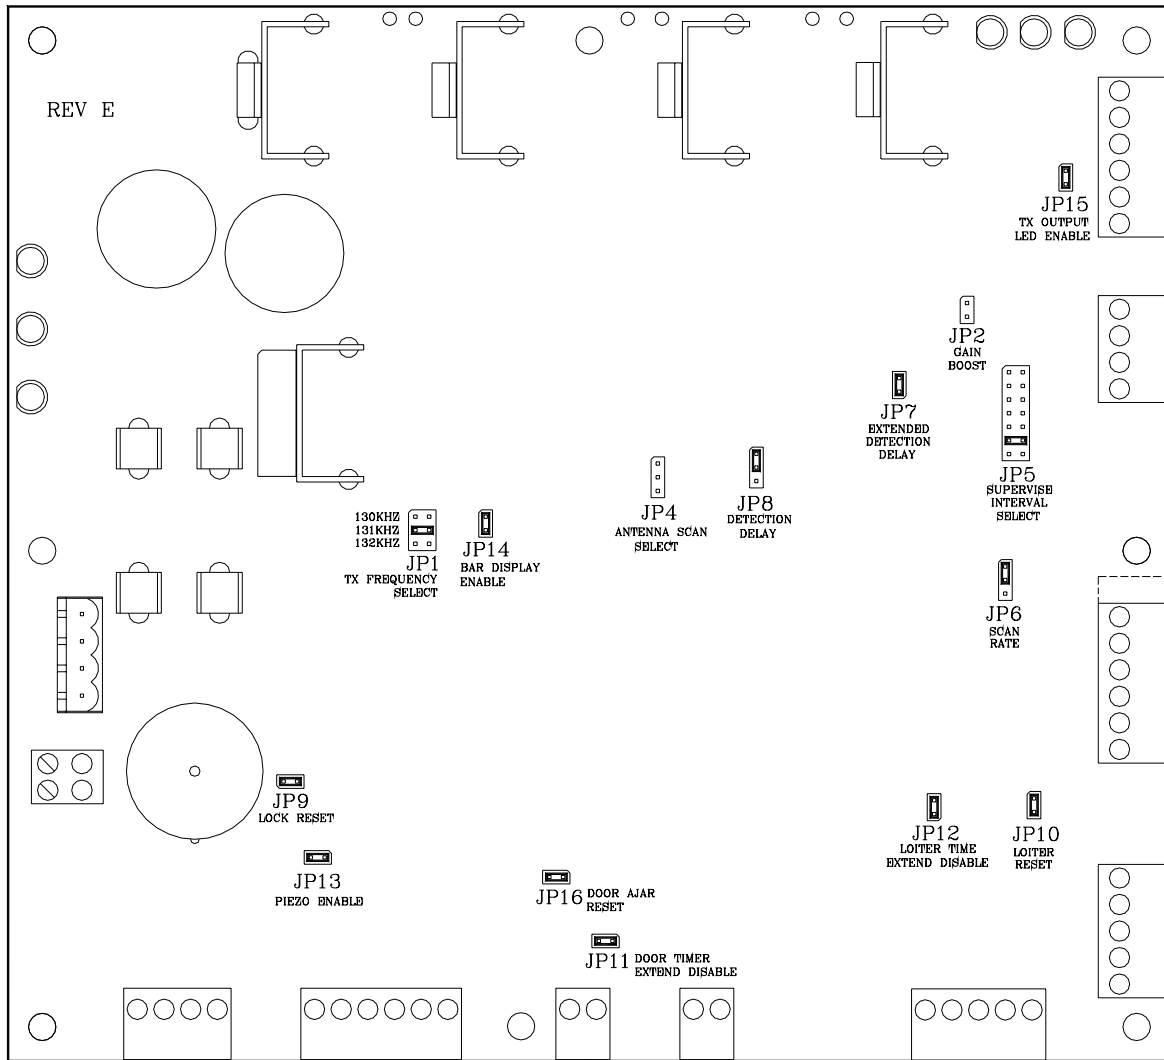 REV E
JP15
TX OUTPUT
LED ENABLE
JP2
GAIN
BOOST
JP7
EXTENDED
DETECTION
DELAY
JP5
SUPERVISE
INTERVAL
SELECT
JP4
ANTENNA SCAN
SELECT
JP8
DETECTION
DELAY
130KHZ
131KHZ
132KHZ
JP1
TX FREQUENCY
SELECT
JP14
BAR DISPLAY
ENABLE
JP6
SCAN
RATE
JP9
LOCK RESET
JP12
LOITER TIME
EXTEND DISABLE
JP10
LOITER
RESET
JP13
PIEZO ENABLE
JP16 DOOR AJAR
RESET
JP11 DOOR TIMER
EXTEND DISABLE